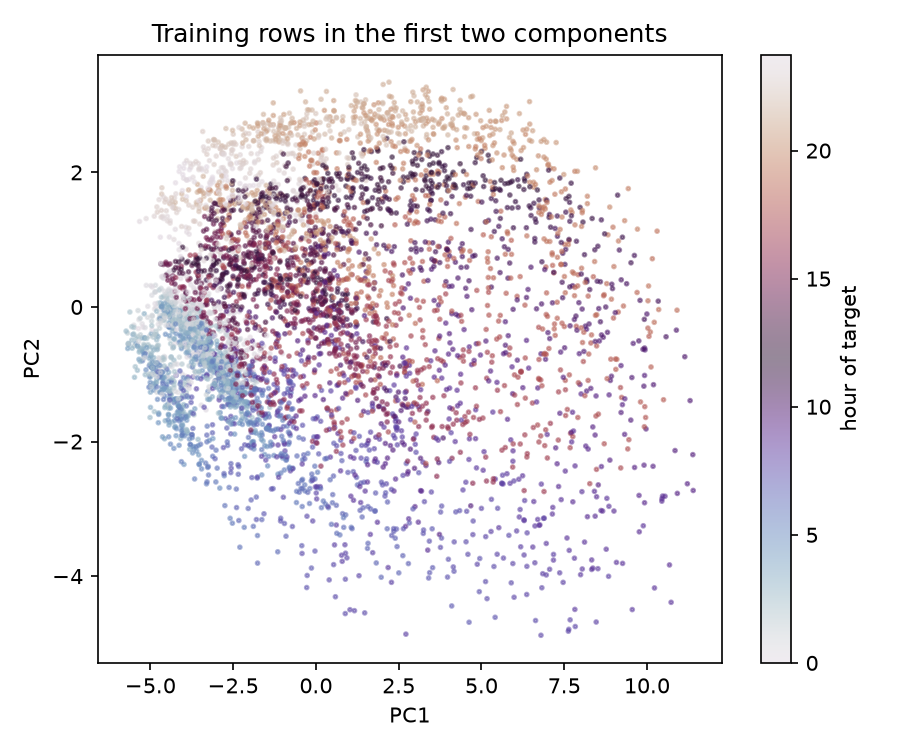 Training rows in the first two components
2
0
−2
−4
PC2
−5.0 −2.5 0.0 2.5 5.0 7.5 10.0
PC1
20
15
10
5
0
hour of target